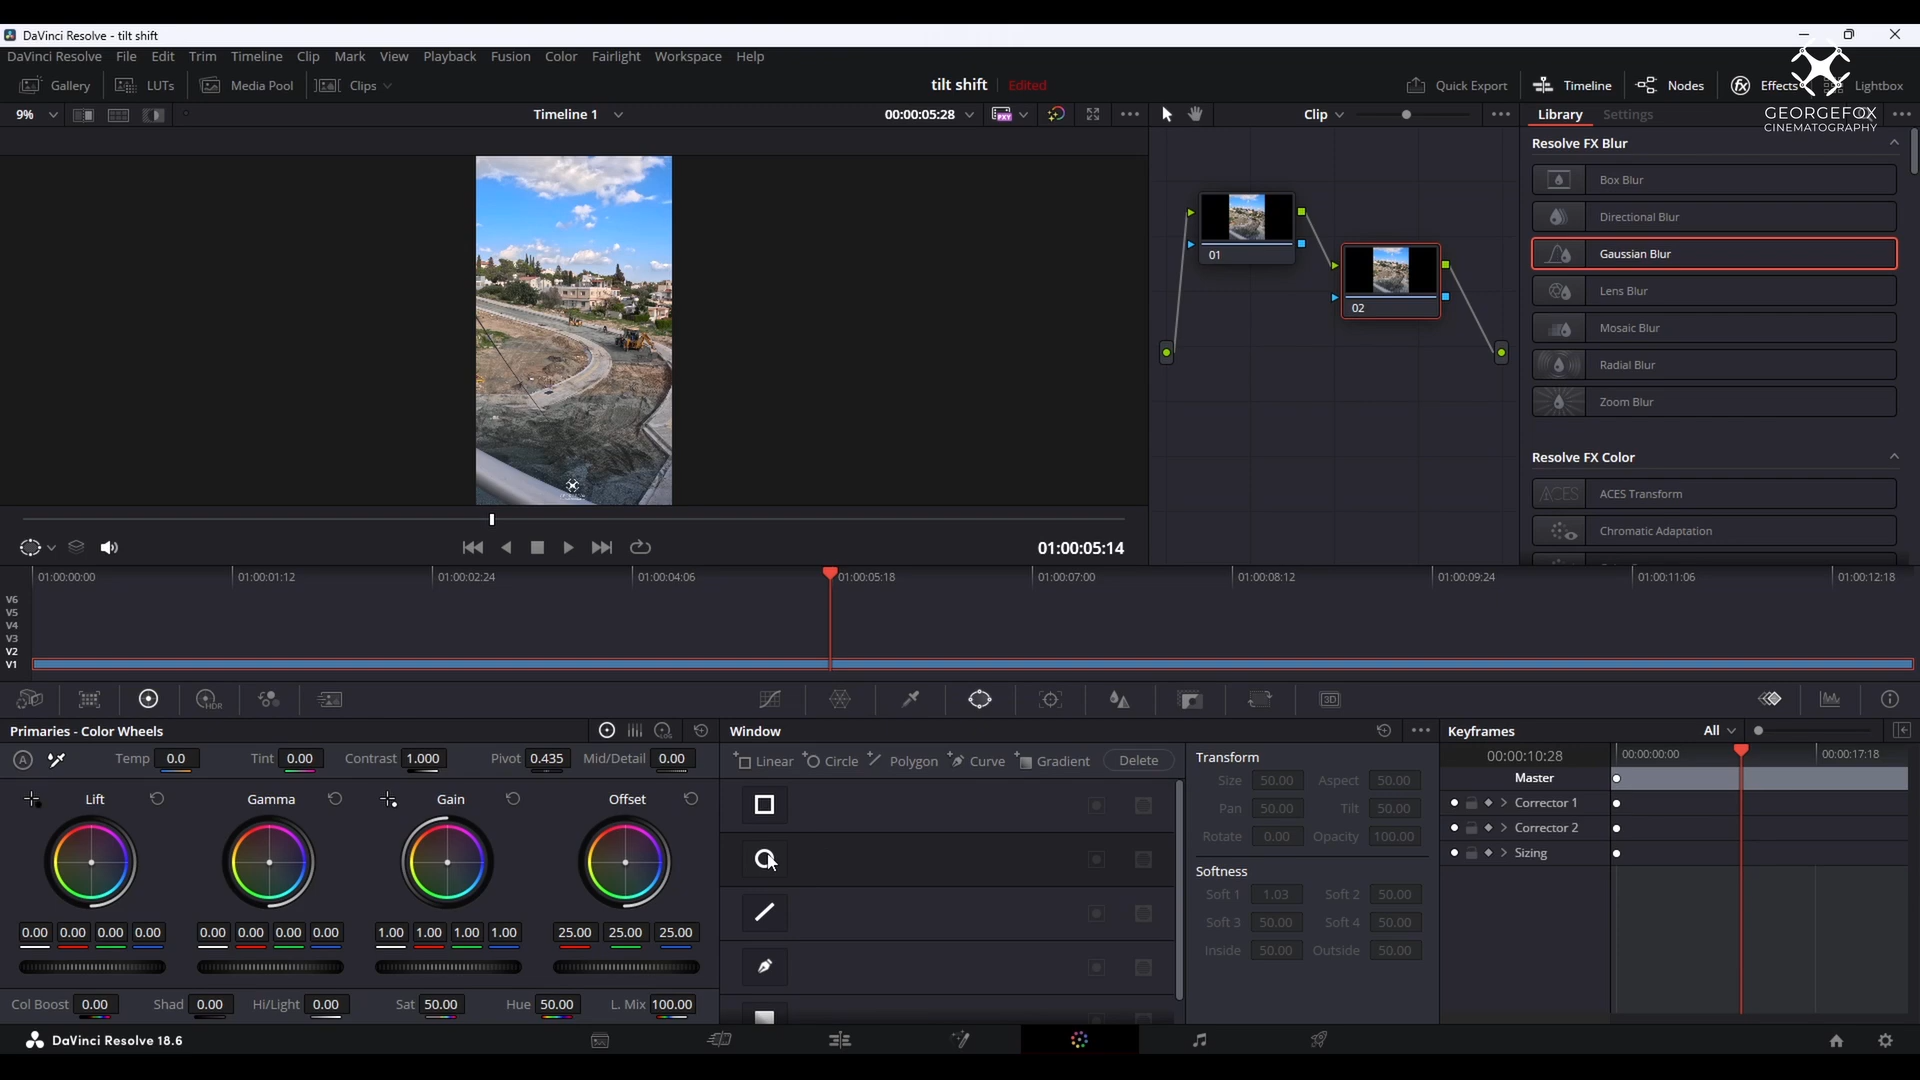 DaVinci Resolve - tilt shift
DaVinci Resolve File Edit Trim Timeline Clip Mark View Playback Fusion Color Fairlight Workspace Help
Gallery LUTs Media Pool Clips tilt shift Edited Quick Export Timeline Nodes Effects Lightbox
9% Timeline 1 00:00:05:28 PXY Clip Library Settings
GEORGEFOX
CINEMATOGRAPHY
Resolve FX Blur
Box Blur
Directional Blur
Gaussian Blur
Lens Blur
Mosaic Blur
Radial Blur
Zoom Blur
Resolve FX Color
ACES ACES Transform
Chromatic Adaptation
01
02
01:00:05:14
01:00:00:00 01:00:01:12 01:00:02:24 01:00:04:06 01:00:05:18 01:00:07:00 01:00:08:12 01:00:09:24 01:00:11:06 01:00:12:18
V6
V5
V4
V3
V2
V1
HDR 3D
Primaries - Color Wheels LOG
A Temp 0.0 Tint 0.00 Contrast 1.000 Pivot 0.435 Mid/Detail 0.00
Lift Gamma Gain Offset
0.00 0.00 0.00 0.00 0.00 0.00 0.00 0.00 1.00 1.00 1.00 1.00 25.00 25.00 25.00
Col Boost 0.00 Shad 0.00 Hi/Light 0.00 Sat 50.00 Hue 50.00 L. Mix 100.00
Window
Linear Circle Polygon Curve Gradient Delete
Transform
Size 50.00 Aspect 50.00
Pan 50.00 Tilt 50.00
Rotate 0.00 Opacity 100.00
Softness
Soft 1 1.03 Soft 2 50.00
Soft 3 50.00 Soft 4 50.00
Inside 50.00 Outside 50.00
Keyframes All
00:00:10:28 00:00:00:00 00:00:17:18
Master
Corrector 1
Corrector 2
Sizing
DaVinci Resolve 18.6